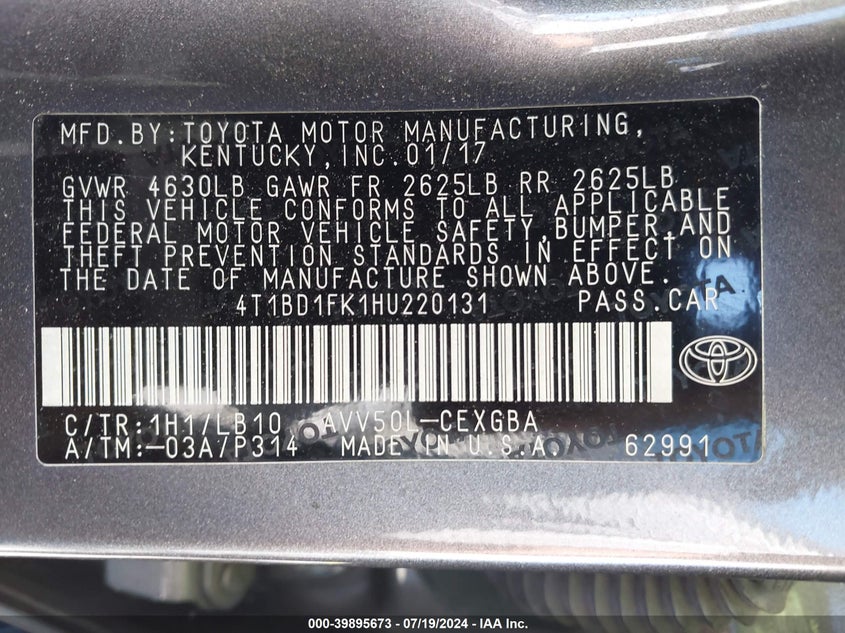 MFD.BY:TOYOTA MOTOR MANUFACTURING,
KENTUCKY,INC.01/17
GVWR 4630LB GAWR FR 2625LB RR 2625LB
THIS VEHICLE CONFORMS TO ALL APPLICABLE
FEDERAL MOTOR VEHICLE SAFETY,BUMPER,AND
THEFT PREVENTION STANDARDS IN EFFECT ON
THE DATE OF MANUFACTURE SHOWN ABOVE.
4T1BD1FK1HU220131 PASS.CAR
C/TR:1H1/LB10 AVV50L-CEXGBA
A/TM:-03A/P314 MADE IN U.S.A. 62991
TOYOTA
000-39895673 - 07/19/2024 - IAA Inc.